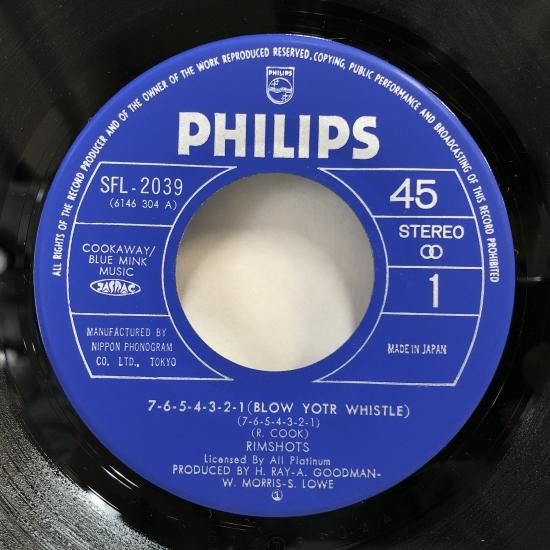 ALL RIGHTS OF THE RECORD PRODUCER AND OF THE OWNER OF THE WORK REPRODUCED RESERVED. COPYING, PUBLIC PERFORMANCE AND BROADCASTING OF THIS RECORD PROHIBITED
PHILIPS
PHILIPS
SFL-2039
(6146 304 A)
45
STEREO
COOKAWAY/
BLUE MINK
MUSIC
JASRAC
1
MANUFACTURED BY
NIPPON PHONOGRAM
CO. LTD., TOKYO
MADE IN JAPAN
7-6-5-4-3-2-1 (BLOW YOTR WHISTLE)
(7-6-5-4-3-2-1)
(R. COOK)
RIMSHOTS
Licensed By All Platinum
PRODUCED BY H. RAY-A. GOODMAN-
W. MORRIS-S. LOWE
①